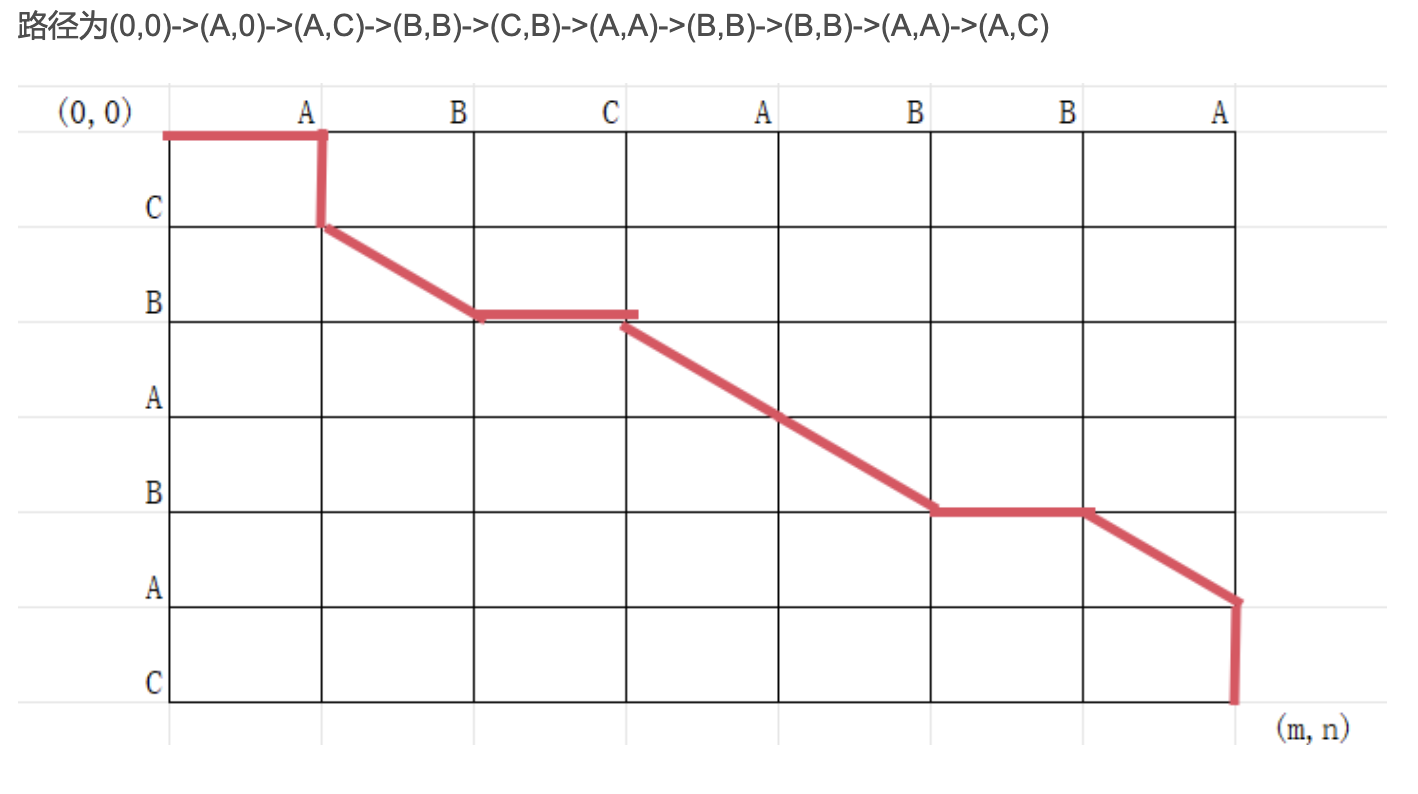 路径为(0,0)->(A,0)->(A,C)->(B,B)->(C,B)->(A,A)->(B,B)->(B,B)->(A,A)->(A,C)
(0,0) A B C A B B A
C
B
A
B
A
C
(m,n)